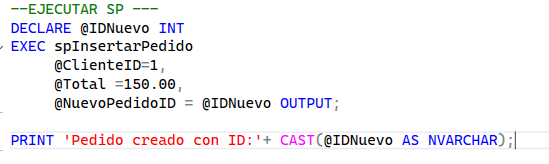 --EJECUTAR SP ---
DECLARE @IDNuevo INT
EXEC spInsertarPedido
@ClienteID=1,
@Total =150.00,
@NuevoPedidoID = @IDNuevo OUTPUT;
PRINT 'Pedido creado con ID:'+ CAST(@IDNuevo AS NVARCHAR);